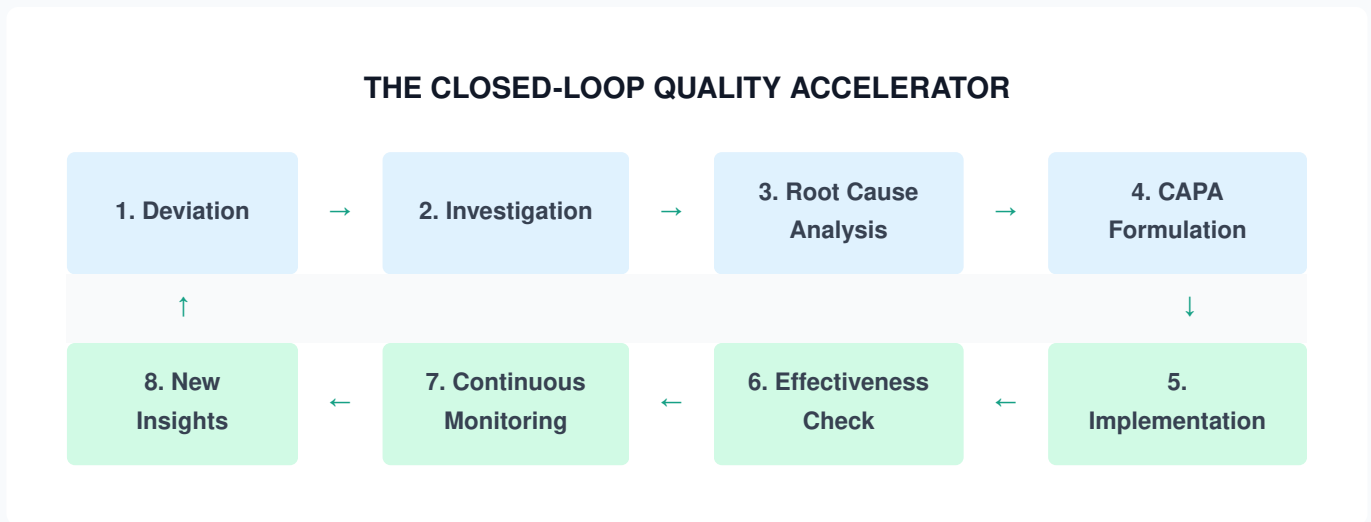 THE CLOSED-LOOP QUALITY ACCELERATOR
1. Deviation
→
2. Investigation
→
3. Root Cause
Analysis
→
4. CAPA
Formulation
↑
↓
8. New
Insights
←
7. Continuous
Monitoring
←
6. Effectiveness
Check
←
5.
Implementation